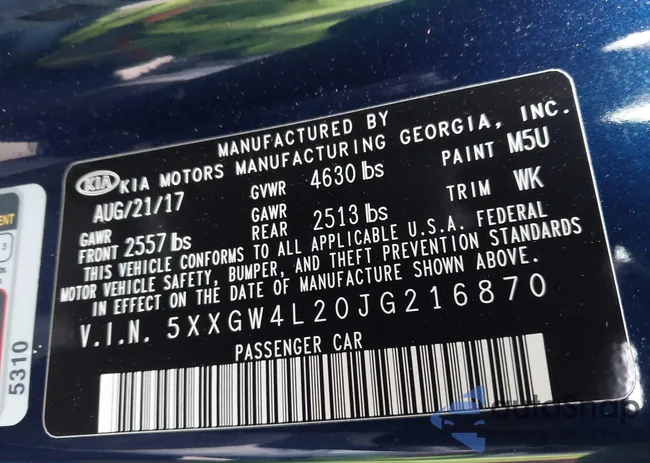 MANUFACTURED BY
KIA KIA MOTORS MANUFACTURING GEORGIA, INC.
AUG/21/17 GVWR 4630 lbs PAINT M5U
GAWR FRONT 2557 lbs GAWR REAR 2513 lbs TRIM WK
THIS VEHICLE CONFORMS TO ALL APPLICABLE U.S.A. FEDERAL
MOTOR VEHICLE SAFETY, BUMPER, AND THEFT PREVENTION STANDARDS
IN EFFECT ON THE DATE OF MANUFACTURE SHOWN ABOVE.
V.I.N. 5XXGW4L20JG216870
PASSENGER CAR
5310
autoSnap